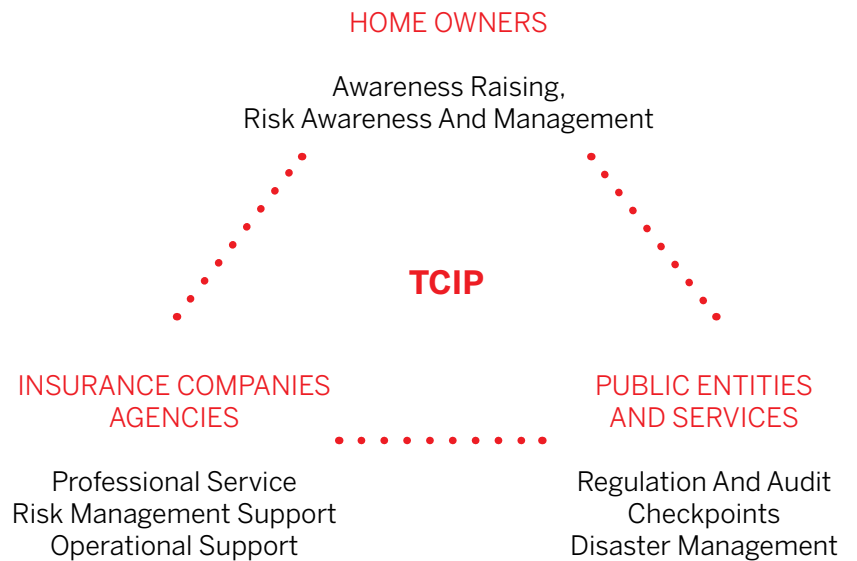 HOME OWNERS
Awareness Raising,
Risk Awareness And Management
TCIP
INSURANCE COMPANIES
AGENCIES
Professional Service
Risk Management Support
Operational Support
PUBLIC ENTITIES
AND SERVICES
Regulation And Audit
Checkpoints
Disaster Management